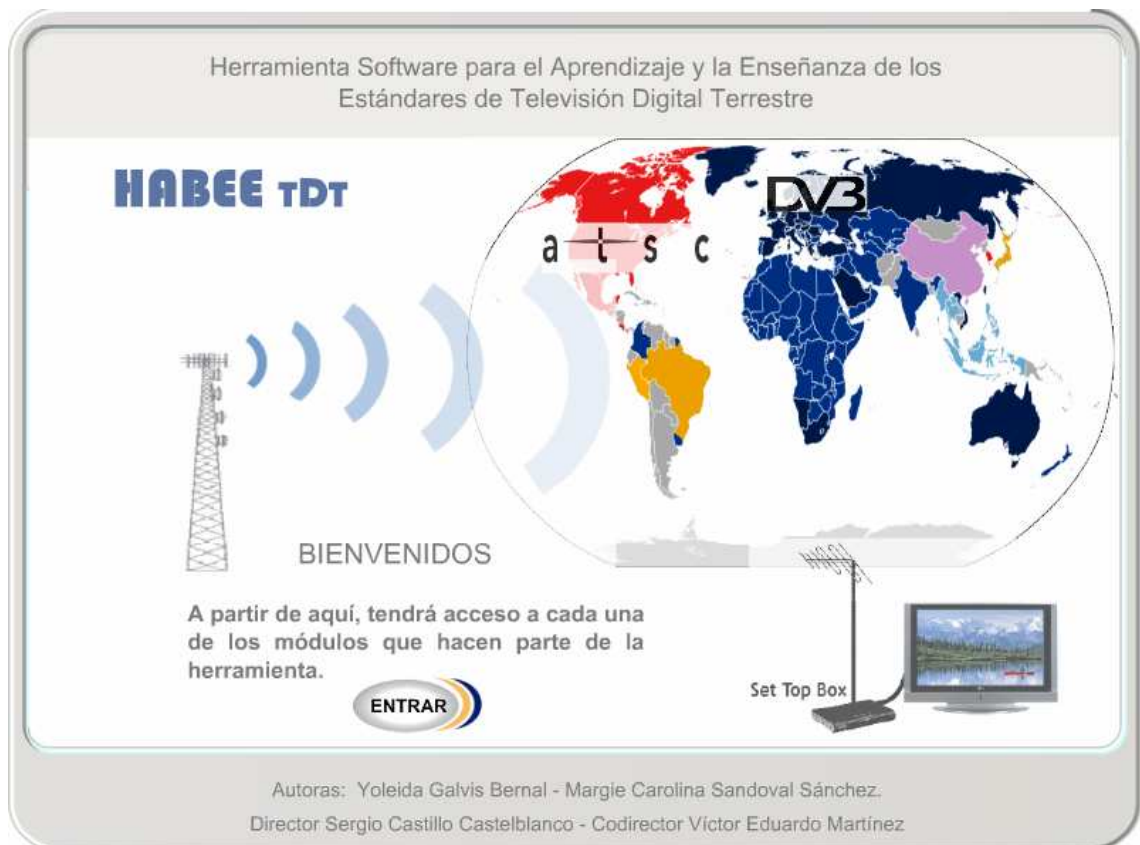 Herramienta Software para el Aprendizaje y la Enseñanza de los
Estándares de Televisión Digital Terrestre
HABEE TDT
DVB
atsc
BIENVENIDOS
A partir de aquí, tendrá acceso a cada una
de los módulos que hacen parte de la
herramienta.
ENTRAR
Set Top Box
Autoras: Yoleida Galvis Bernal - Margie Carolina Sandoval Sánchez.
Director Sergio Castillo Castelblanco - Codirector Víctor Eduardo Martínez